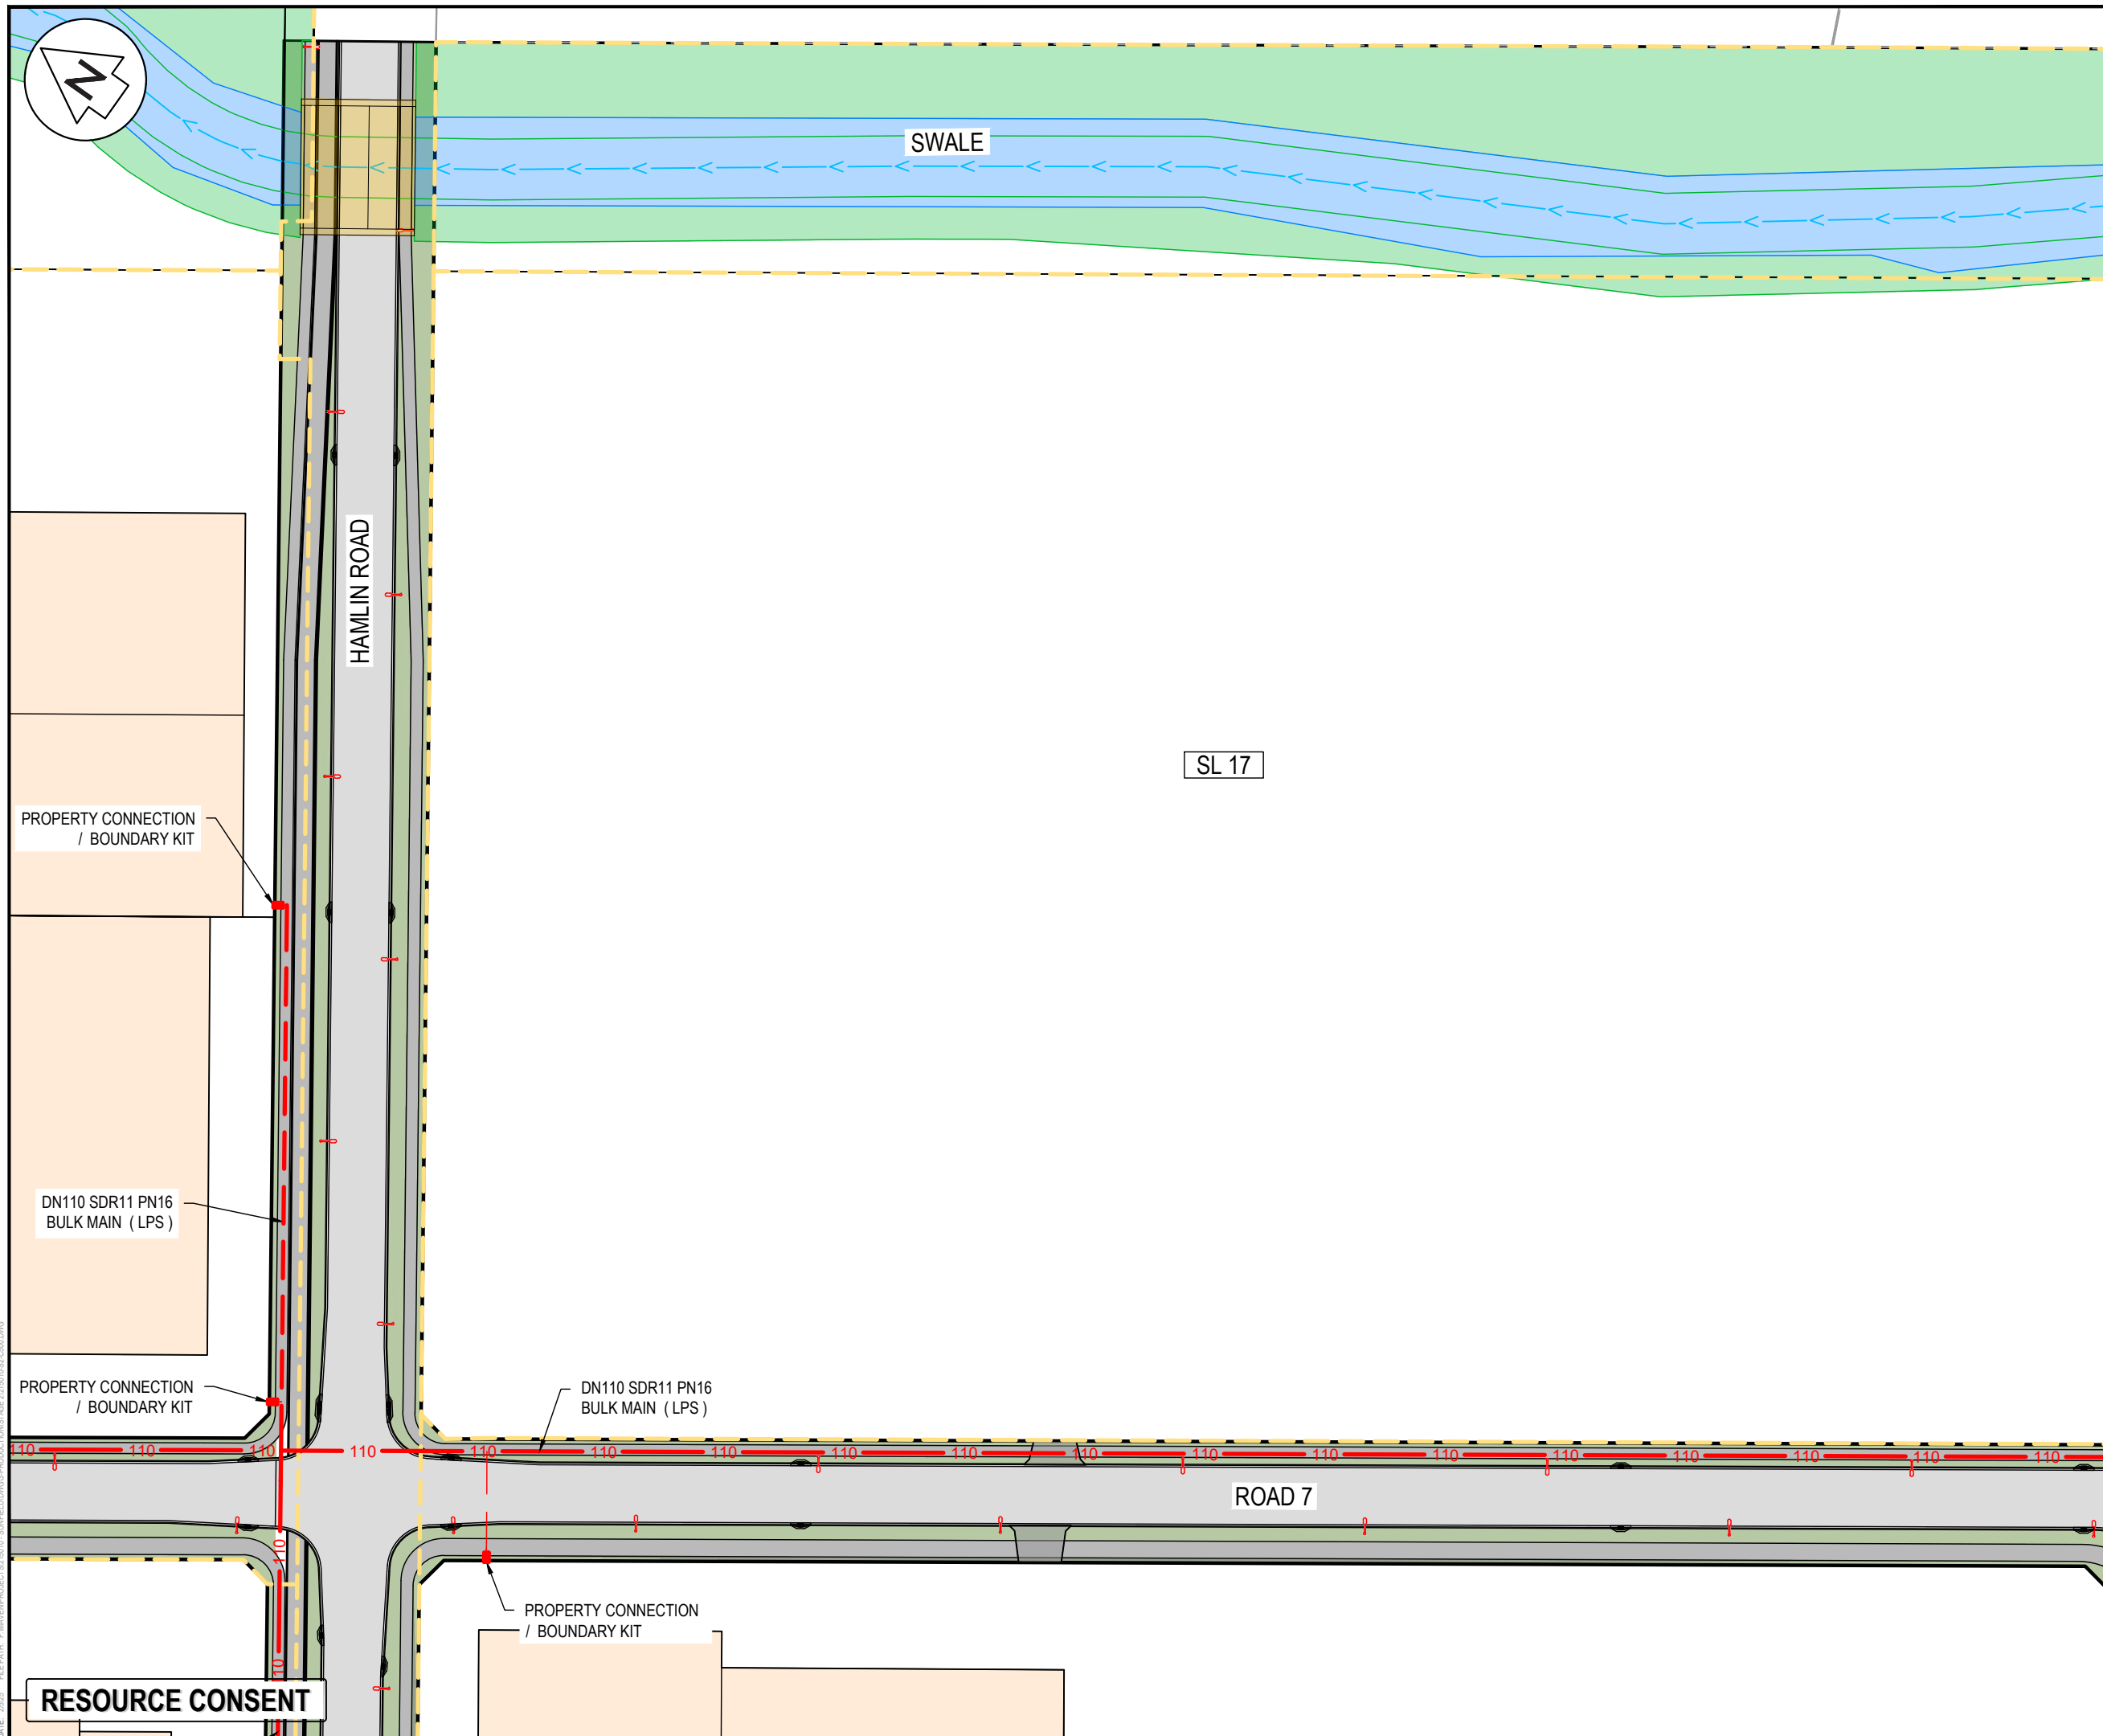 N
SWALE
HAMLIN ROAD
SL 17
PROPERTY CONNECTION
/ BOUNDARY KIT
DN110 SDR11 PN16
BULK MAIN ( LPS )
PROPERTY CONNECTION
/ BOUNDARY KIT
DN110 SDR11 PN16
BULK MAIN ( LPS )
110 110 110 110 110 110 110 110 110 110 110 110 110 110 110 110 110 110
ROAD 7
110
PROPERTY CONNECTION
/ BOUNDARY KIT
110
RESOURCE CONSENT